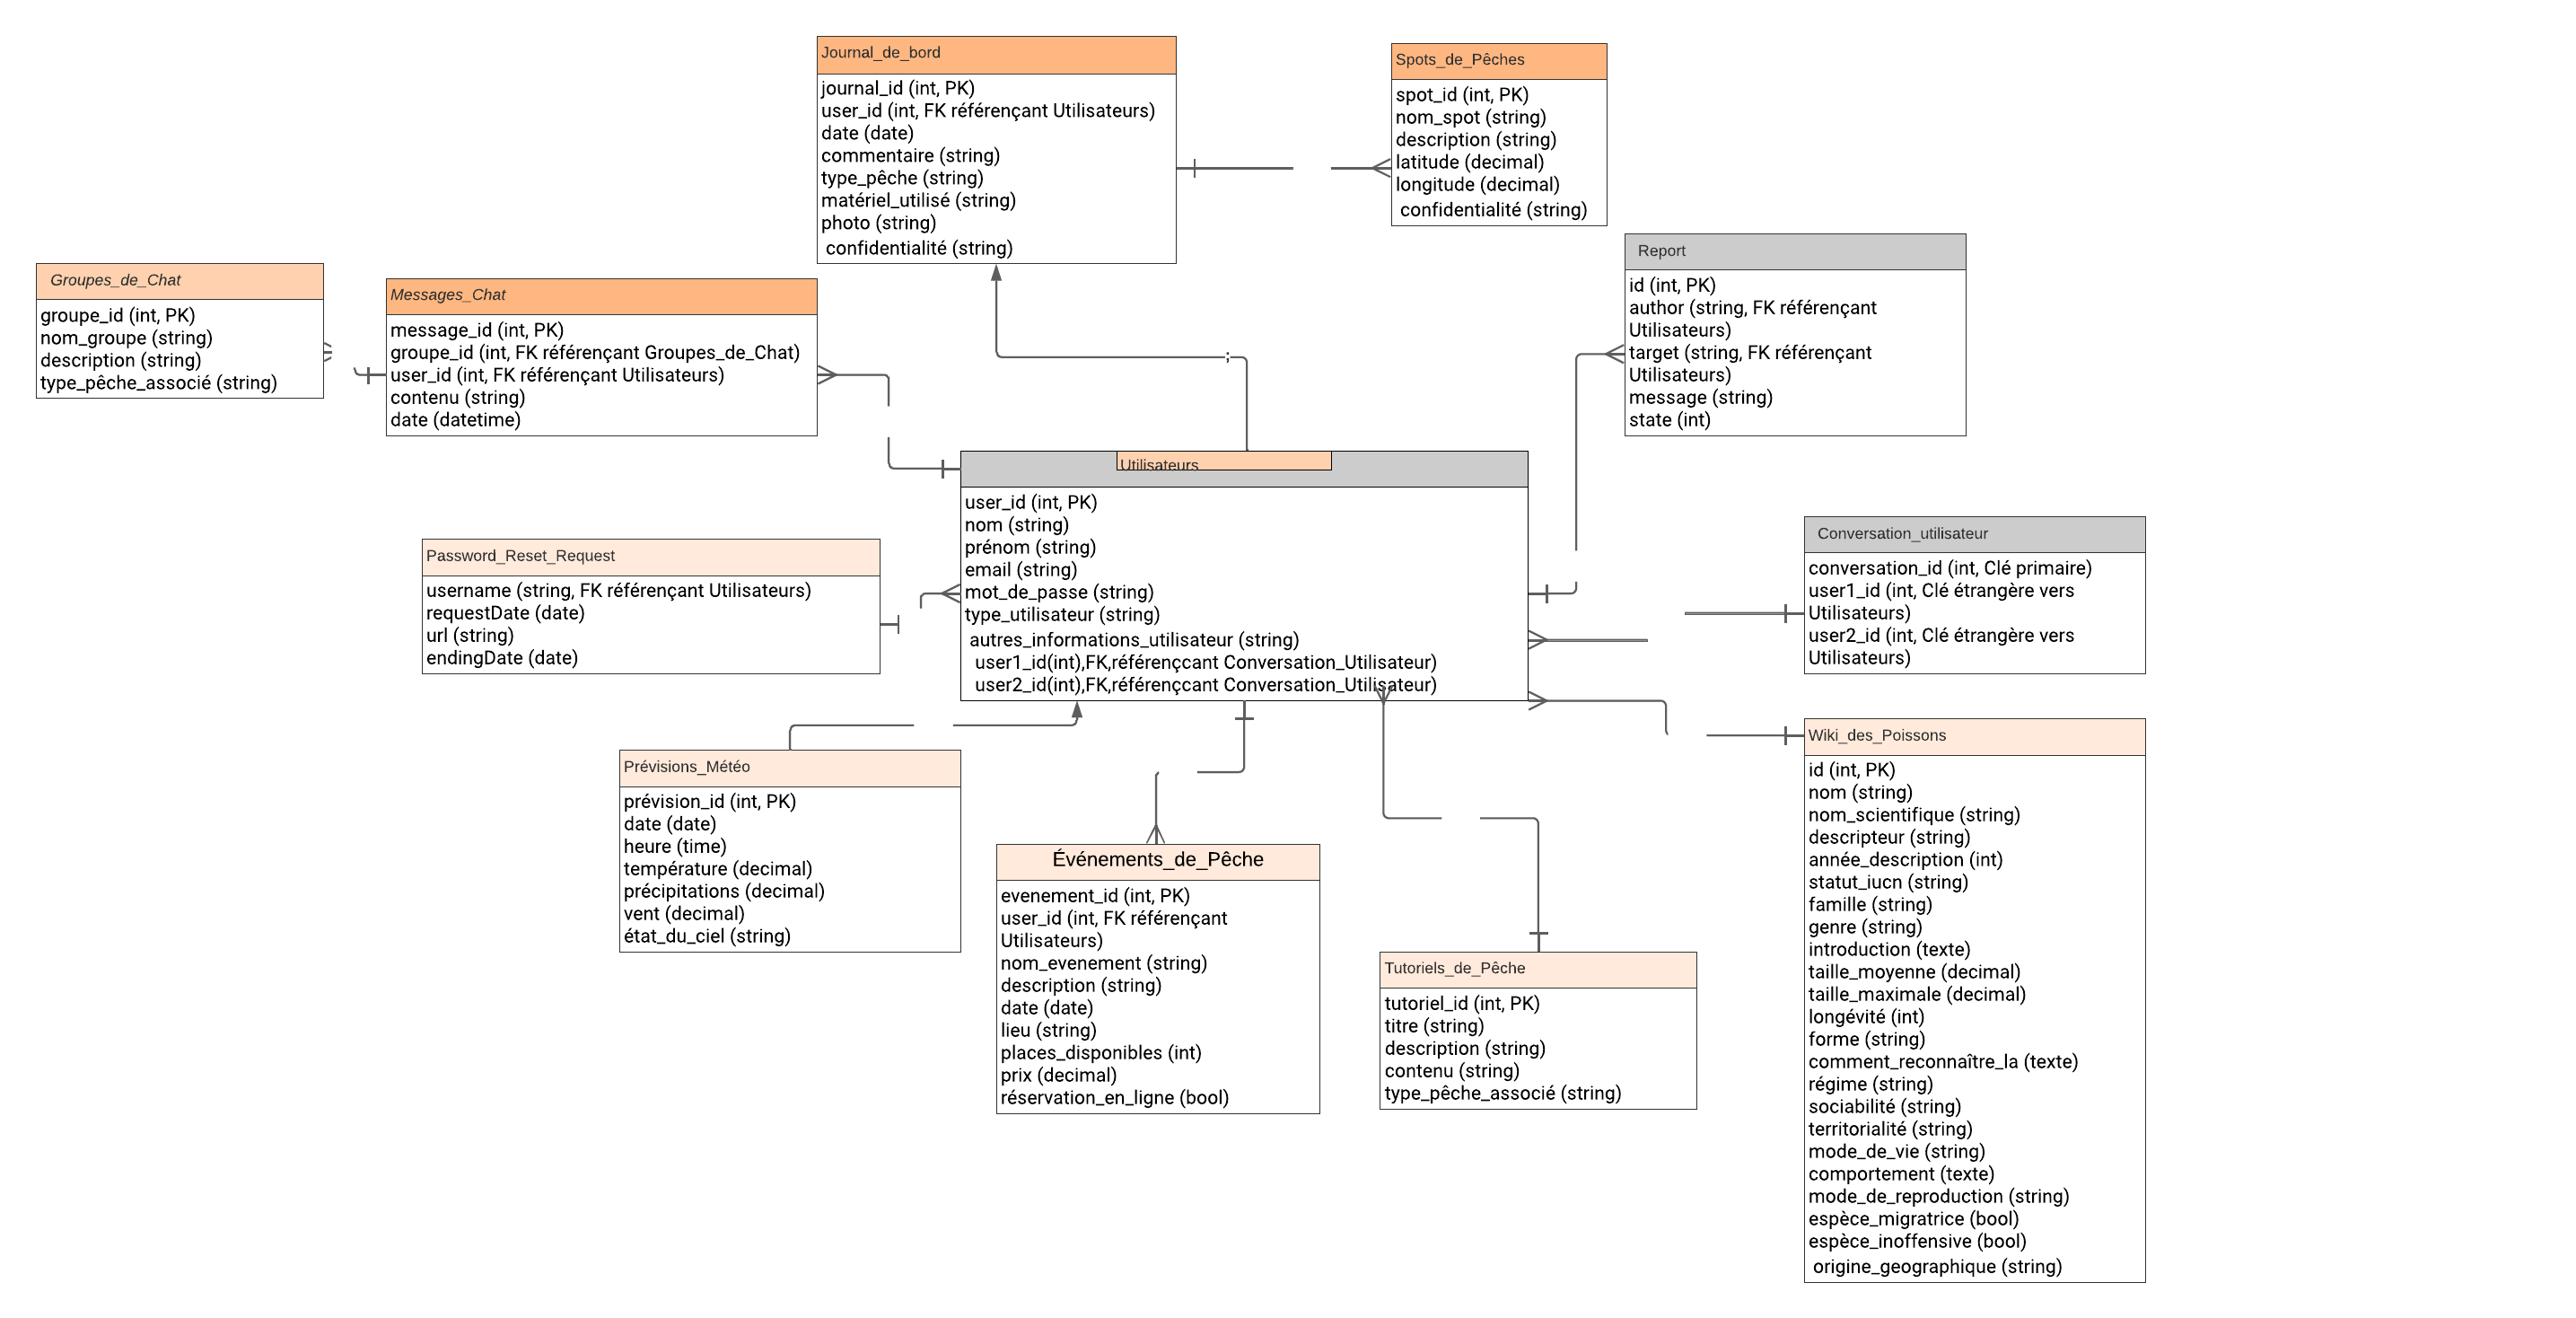 Journal_de_bord
journal_id (int, PK)
user_id (int, FK référençant Utilisateurs)
date (date)
commentaire (string)
type_pêche (string)
matériel_utilisé (string)
photo (string)
confidentialité (string)
Spots_de_Pêches
spot_id (int, PK)
nom_spot (string)
description (string)
latitude (decimal)
longitude (decimal)
confidentialité (string)
Report
id (int, PK)
author (string, FK référençant
Utilisateurs)
target (string, FK référençant
Utilisateurs)
message (string)
state (int)
Groupes_de_Chat
groupe_id (int, PK)
nom_groupe (string)
description (string)
type_pêche_associé (string)
Messages_Chat
message_id (int, PK)
groupe_id (int, FK référençant Groupes_de_Chat)
user_id (int, FK référençant Utilisateurs)
contenu (string)
date (datetime)
;
Utilisateurs
user_id (int, PK)
nom (string)
prénom (string)
email (string)
mot_de_passe (string)
type_utilisateur (string)
autres_informations_utilisateur (string)
user1_id(int),FK,référençcant Conversation_Utilisateur)
user2_id(int),FK,référençcant Conversation_Utilisateur)
Password_Reset_Request
username (string, FK référençant Utilisateurs)
requestDate (date)
url (string)
endingDate (date)
Conversation_utilisateur
conversation_id (int, Clé primaire)
user1_id (int, Clé étrangère vers
Utilisateurs)
user2_id (int, Clé étrangère vers
Utilisateurs)
Prévisions_Météo
prévision_id (int, PK)
date (date)
heure (time)
température (decimal)
précipitations (decimal)
vent (decimal)
état_du_ciel (string)
Événements_de_Pêche
evenement_id (int, PK)
user_id (int, FK référençant
Utilisateurs)
nom_evenement (string)
description (string)
date (date)
lieu (string)
places_disponibles (int)
prix (decimal)
réservation_en_ligne (bool)
Tutoriels_de_Pêche
tutoriel_id (int, PK)
titre (string)
description (string)
contenu (string)
type_pêche_associé (string)
Wiki_des_Poissons
id (int, PK)
nom (string)
nom_scientifique (string)
descripteur (string)
année_description (int)
statut_iucn (string)
famille (string)
genre (string)
introduction (texte)
taille_moyenne (decimal)
taille_maximale (decimal)
longévité (int)
forme (string)
comment_reconnaître_la (texte)
régime (string)
sociabilité (string)
territorialité (string)
mode_de_vie (string)
comportement (texte)
mode_de_reproduction (string)
espèce_migratrice (bool)
espèce_inoffensive (bool)
origine_geographique (string)